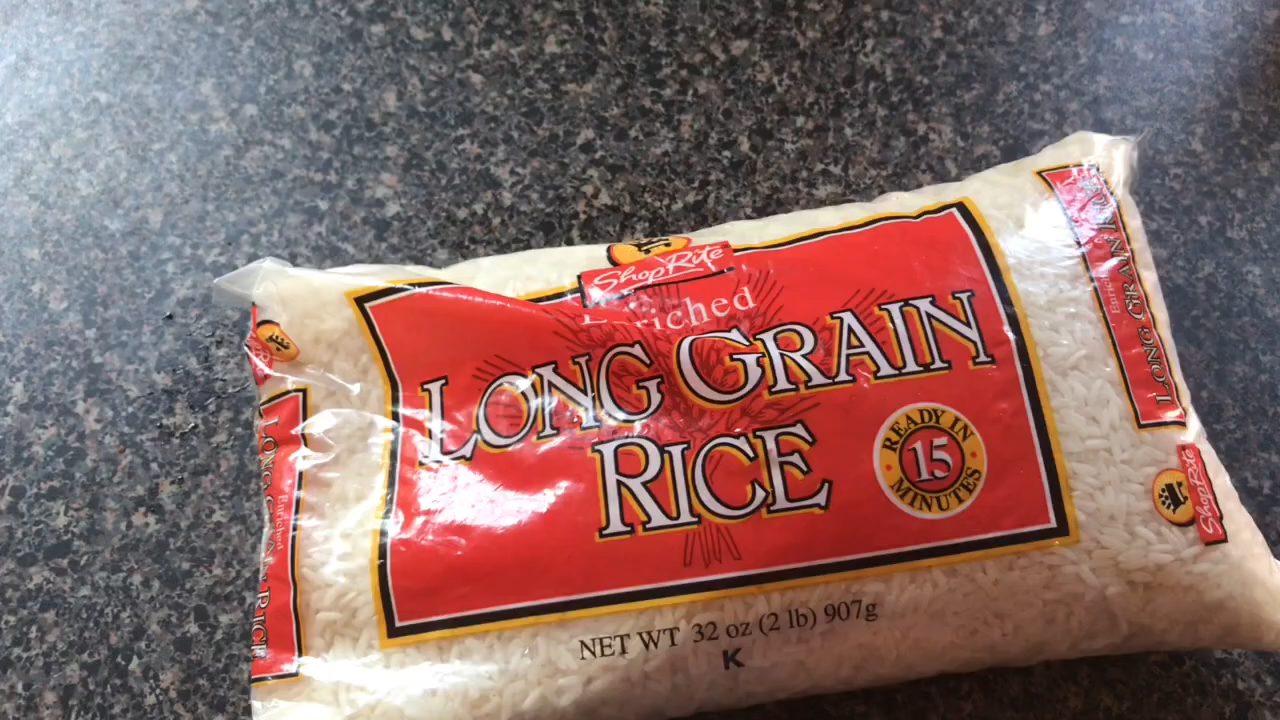 ShopRite
Enriched
LONG GRAIN
RICE
READY IN
15
MINUTES
NET WT 32 oz (2 lb) 907g
K
Enriched
LONG GRAIN RICE
Enriched
LONG GRAIN
ShopRite